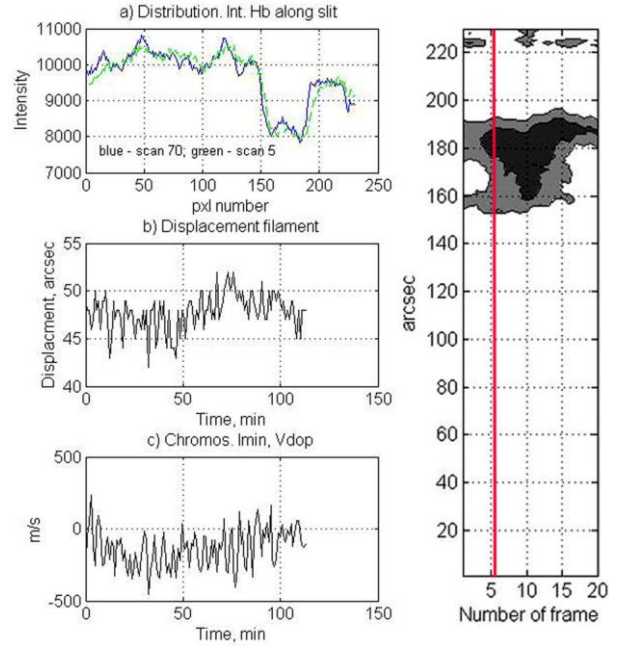 a) Distribution. Int. Hb along slit
11000
10000
9000
8000
7000
Intensity
blue - scan 70; green - scan 5
0 50 100 150 200 250
pxl number
b) Displacement filament
55
50
45
40
Displacment, arcsec
0 50 100 150
Time, min
c) Chromos. Imin, Vdop
500
0
-500
m/s
0 50 100 150
Time, min
220
200
180
160
140
120
100
80
60
40
20
arcsec
5 10 15 20
Number of frame